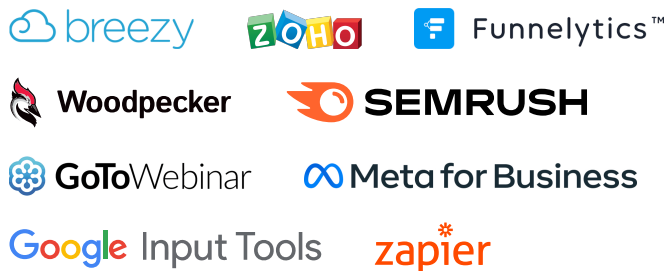 breezy ZOHO Funnelytics™
Woodpecker SEMRUSH
GoToWebinar Meta for Business
Google Input Tools zapier